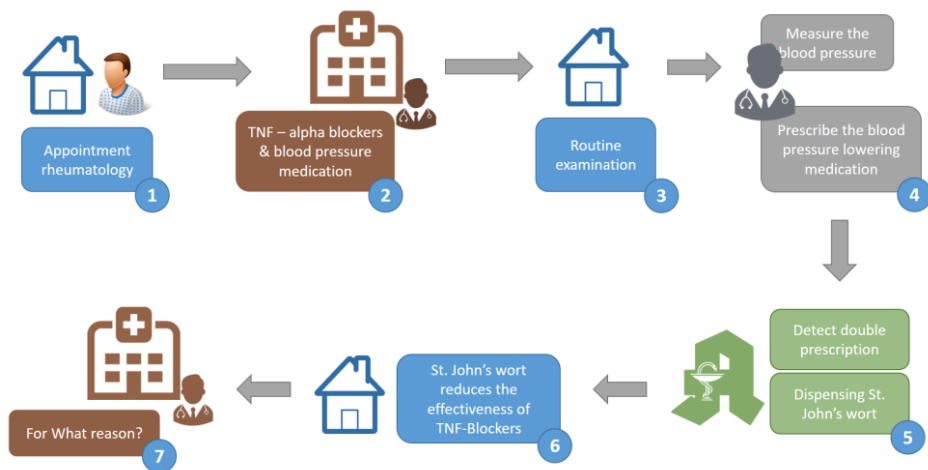 Appointment
rheumatology
1
TNF – alpha blockers
& blood pressure
medication
2
Routine
examination
3
Measure the
blood pressure
Prescribe the blood
pressure lowering
medication
4
Detect double
prescription
Dispensing St.
John's wort
5
St. John's wort
reduces the
effectiveness of
TNF-Blockers
6
For What reason?
7